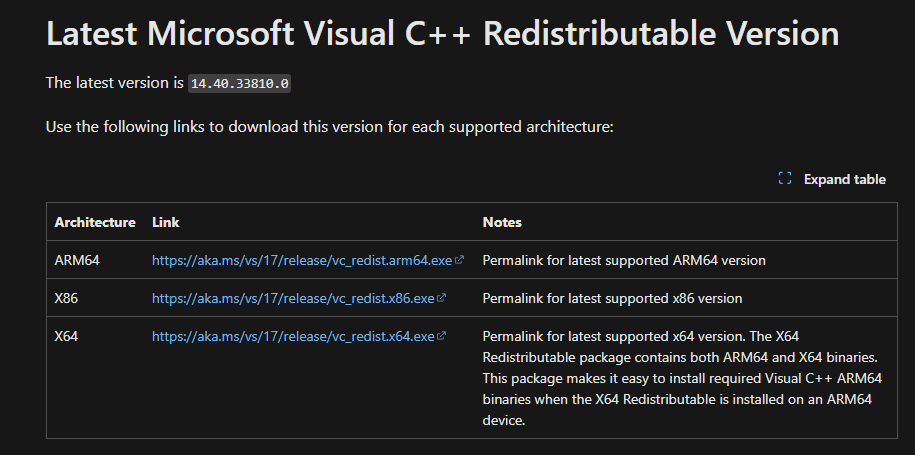 Latest Microsoft Visual C++ Redistributable Version
The latest version is 14.40.33810.0
Use the following links to download this version for each supported architecture:
Expand table
Architecture Link Notes
ARM64 https://aka.ms/vs/17/release/vc_redist.arm64.exe Permalink for latest supported ARM64 version
X86 https://aka.ms/vs/17/release/vc_redist.x86.exe Permalink for latest supported x86 version
X64 https://aka.ms/vs/17/release/vc_redist.x64.exe Permalink for latest supported x64 version. The X64
Redistributable package contains both ARM64 and X64 binaries.
This package makes it easy to install required Visual C++ ARM64
binaries when the X64 Redistributable is installed on an ARM64
device.